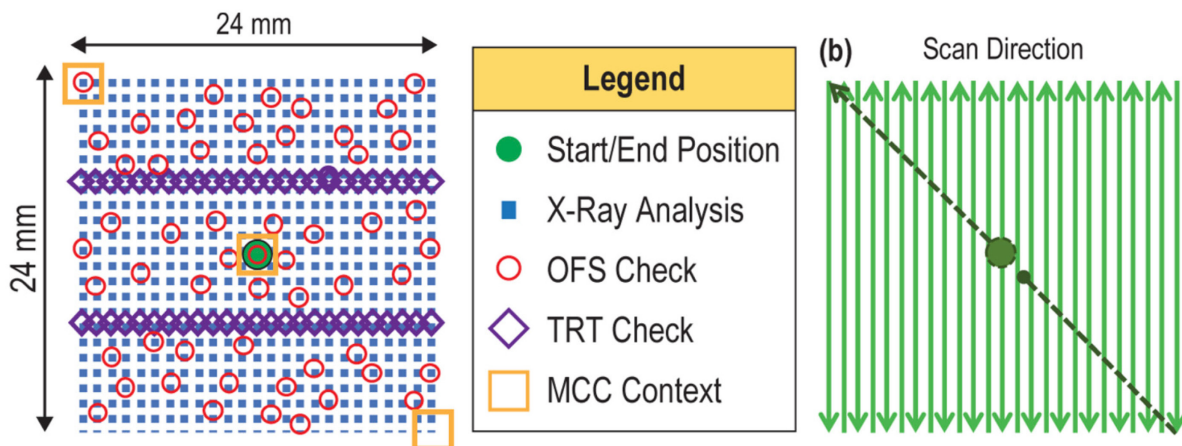 24 mm
24 mm
Legend
Start/End Position
X-Ray Analysis
OFS Check
TRT Check
MCC Context
(b)
Scan Direction